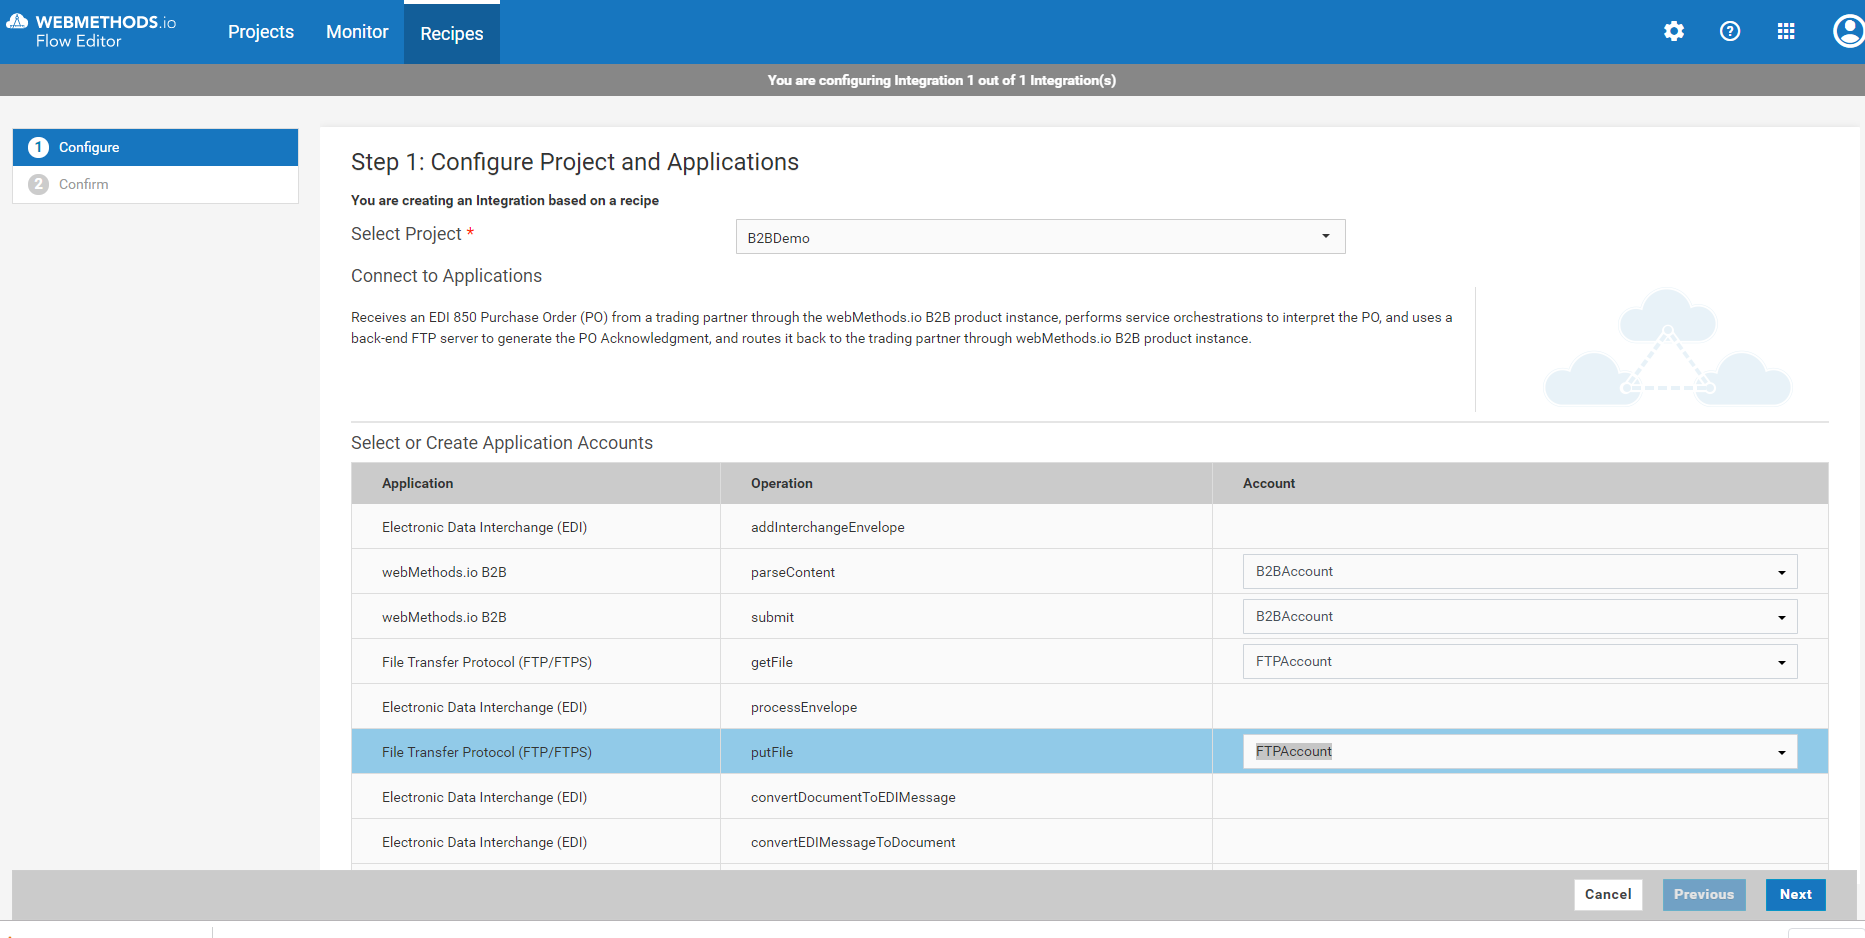 WEBMETHODS.io
Flow Editor
Projects
Monitor
Recipes
You are configuring Integration 1 out of 1 Integration(s)
1 Configure
2 Confirm
Step 1: Configure Project and Applications
You are creating an Integration based on a recipe
Select Project *
B2BDemo
Connect to Applications
Receives an EDI 850 Purchase Order (PO) from a trading partner through the webMethods.io B2B product instance, performs service orchestrations to interpret the PO, and uses a
back-end FTP server to generate the PO Acknowledgment, and routes it back to the trading partner through webMethods.io B2B product instance.
Select or Create Application Accounts
Application Operation Account
Electronic Data Interchange (EDI) addInterchangeEnvelope
webMethods.io B2B parseContent B2BAccount
webMethods.io B2B submit B2BAccount
File Transfer Protocol (FTP/FTPS) getFile FTPAccount
Electronic Data Interchange (EDI) processEnvelope
File Transfer Protocol (FTP/FTPS) putFile FTPAccount
Electronic Data Interchange (EDI) convertDocumentToEDIMessage
Electronic Data Interchange (EDI) convertEDIMessageToDocument
Cancel Previous Next